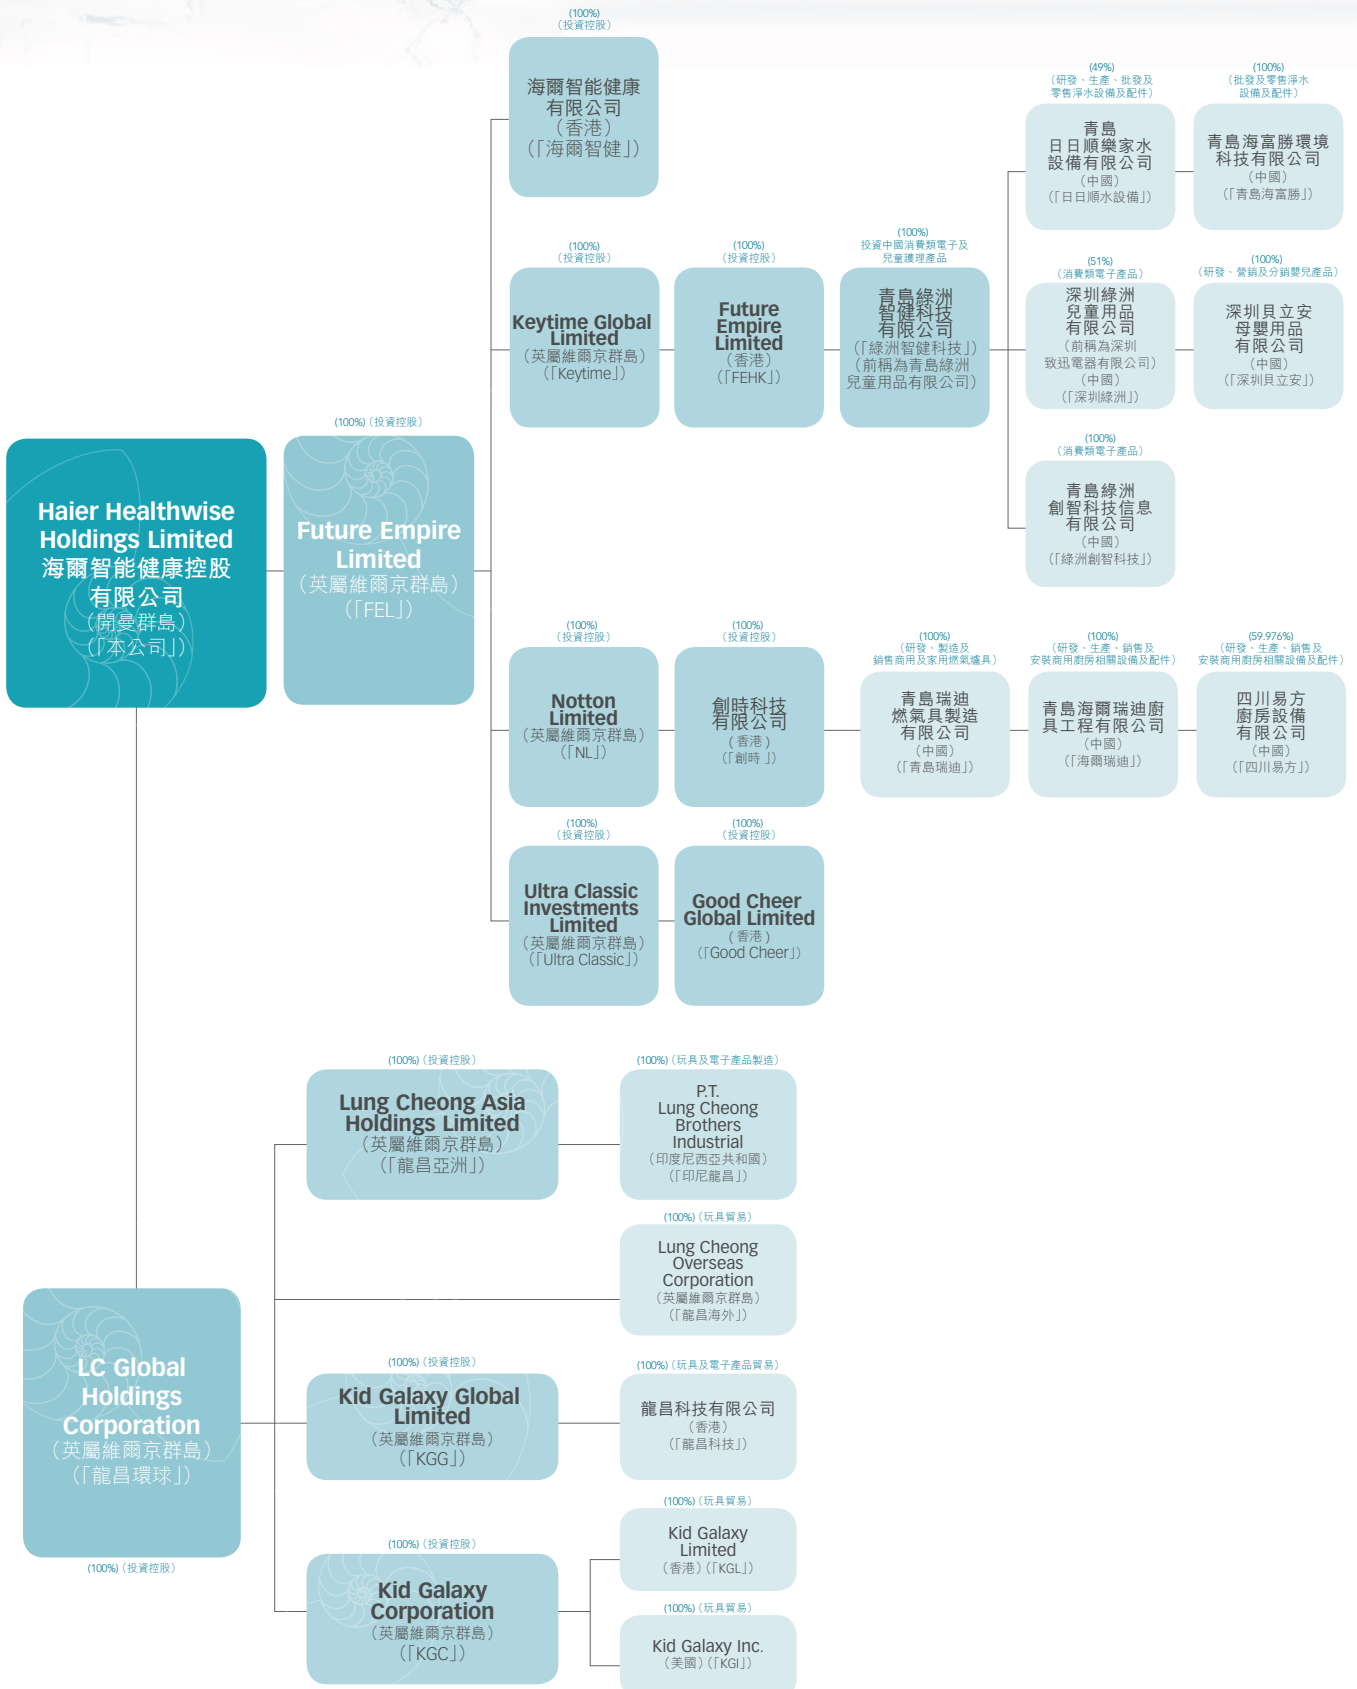 (100%)
（投資控股）
海爾智能健康
有限公司
（香港）
（「海爾智健」）
(49%)
（研發、生產、批發及
零售淨水設備及配件）
青島
日日順樂家水
設備有限公司
（中國）
（「日日順水設備」）
(100%)
（批發及零售淨水
設備及配件）
青島海富勝環境
科技有限公司
（中國）
（「青島海富勝」）
(100%)
（投資控股）
Keytime Global
Limited
（英屬維爾京群島）
（「Keytime」）
(100%)
（投資控股）
Future
Empire
Limited
（香港）
（「FEHK」）
(100%)
投資中國消費類電子及
兒童護理產品
青島綠洲
智健科技
有限公司
（「綠洲智健科技」）
（前稱為青島綠洲
兒童用品有限公司）
(51%)
（消費類電子產品）
深圳綠洲
兒童用品
有限公司
（前稱為深圳
致迅電器有限公司）
（中國）
（「深圳綠洲」）
(100%)
（研發、營銷及分銷嬰兒產品）
深圳貝立安
母嬰用品
有限公司
（中國）
（「深圳貝立安」）
(100%)
（消費類電子產品）
青島綠洲
創智科技信息
有限公司
（中國）
（「綠洲創智科技」）
(100%)（投資控股）
Haier Healthwise
Holdings Limited
海爾智能健康控股
有限公司
（開曼群島）
（「本公司」）
Future Empire
Limited
（英屬維爾京群島）
（「FEL」）
(100%)
（投資控股）
Notton
Limited
（英屬維爾京群島）
（「NL」）
(100%)
（投資控股）
創時科技
有限公司
（香港）
（「創時 」）
(100%)
（研發、製造及
銷售商用及家用燃氣爐具）
青島瑞迪
燃氣具製造
有限公司
（中國）
（「青島瑞迪」）
(100%)
（研發、生產、銷售及
安裝商用廚房相關設備及配件）
青島海爾瑞迪廚
具工程有限公司
（中國）
（「海爾瑞迪」）
(59.976%)
（研發、生產、銷售及
安裝商用廚房相關設備及配件）
四川易方
廚房設備
有限公司
（中國）
（「四川易方」）
(100%)
（投資控股）
Ultra Classic
Investments
Limited
（英屬維爾京群島）
（「Ultra Classic」）
(100%)
（投資控股）
Good Cheer
Global Limited
（香港）
（「Good Cheer」）
(100%)（投資控股）
Lung Cheong Asia
Holdings Limited
（英屬維爾京群島）
（「龍昌亞洲」）
(100%)（玩具及電子產品製造）
P.T.
Lung Cheong
Brothers
Industrial
（印度尼西亞共和國）
（「印尼龍昌」）
(100%)（玩具貿易）
Lung Cheong
Overseas
Corporation
（英屬維爾京群島）
（「龍昌海外」）
LC Global
Holdings
Corporation
（英屬維爾京群島）
（「龍昌環球」）
(100%)（投資控股）
(100%)（投資控股）
Kid Galaxy Global
Limited
（英屬維爾京群島）
（「KGG」）
(100%)（玩具及電子產品貿易）
龍昌科技有限公司
（香港）
（「龍昌科技」）
(100%)（投資控股）
Kid Galaxy
Corporation
（英屬維爾京群島）
（「KGC」）
(100%)（玩具貿易）
Kid Galaxy
Limited
（香港）（「KGL」）
(100%)（玩具貿易）
Kid Galaxy Inc.
（美國）（「KGI」）